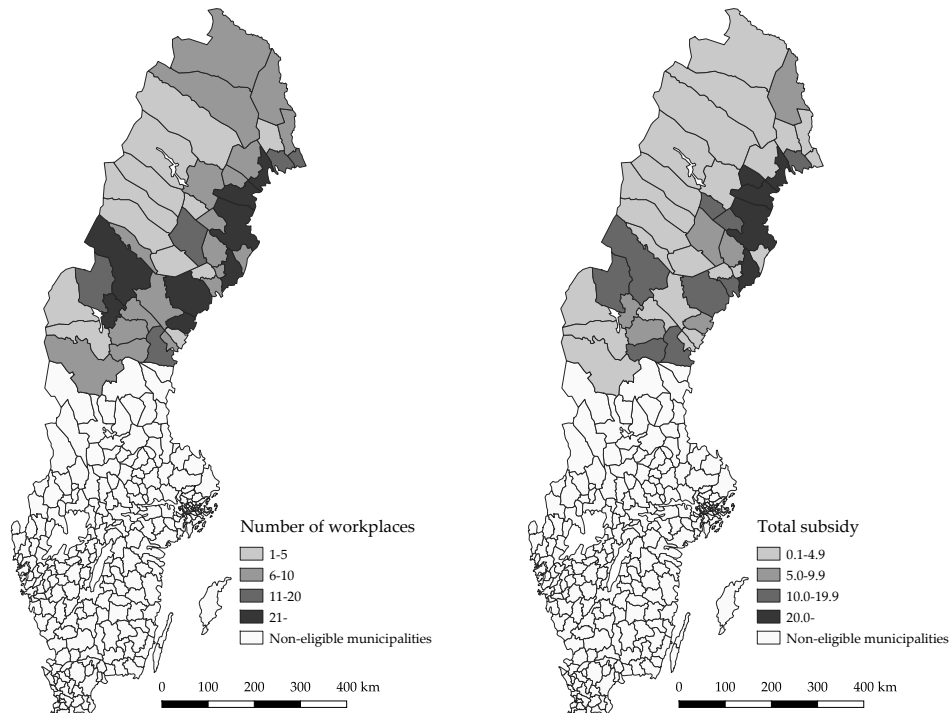 Number of workplaces
1-5
6-10
11-20
21-
Non-eligible municipalities
0 100 200 300 400 km
Total subsidy
0.1-4.9
5.0-9.9
10.0-19.9
20.0-
Non-eligible municipalities
0 100 200 300 400 km